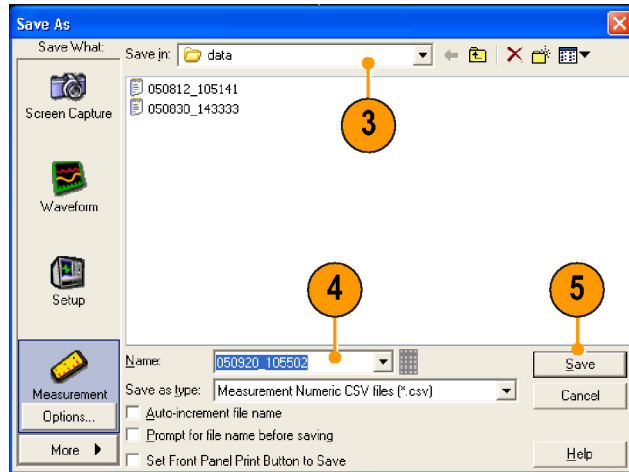 Save As
Save What:
Save in: data
050812_105141
050830_143333
3
Screen Capture
Waveform
Setup
4
5
Name: 050920_105502
Save
Measurement
Save as type: Measurement Numeric CSV files (*.csv)
Cancel
Options...
Auto-increment file name
Prompt for file name before saving
More
Set Front Panel Print Button to Save
Help